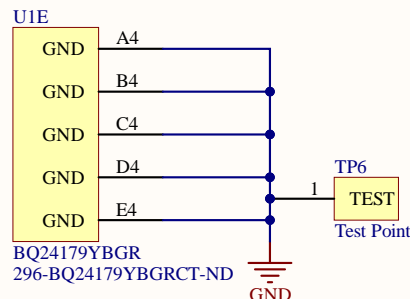 U1E
GND A4
GND B4
GND C4
GND D4
GND E4
BQ24179YBGR
296-BQ24179YBGRCT-ND
TP6
1 TEST
Test Point
GND